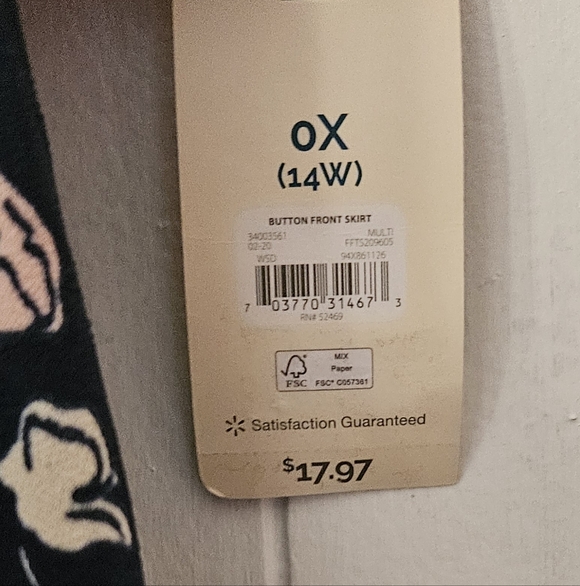 0X
(14W)
BUTTON FRONT SKIRT
34003561 MULTI
02-20 FFTS209605
WSD 94X861126
7 03770 31467 3
RN# 52469
MIX
Paper
FSC FSC® C057361
Satisfaction Guaranteed
$17.97